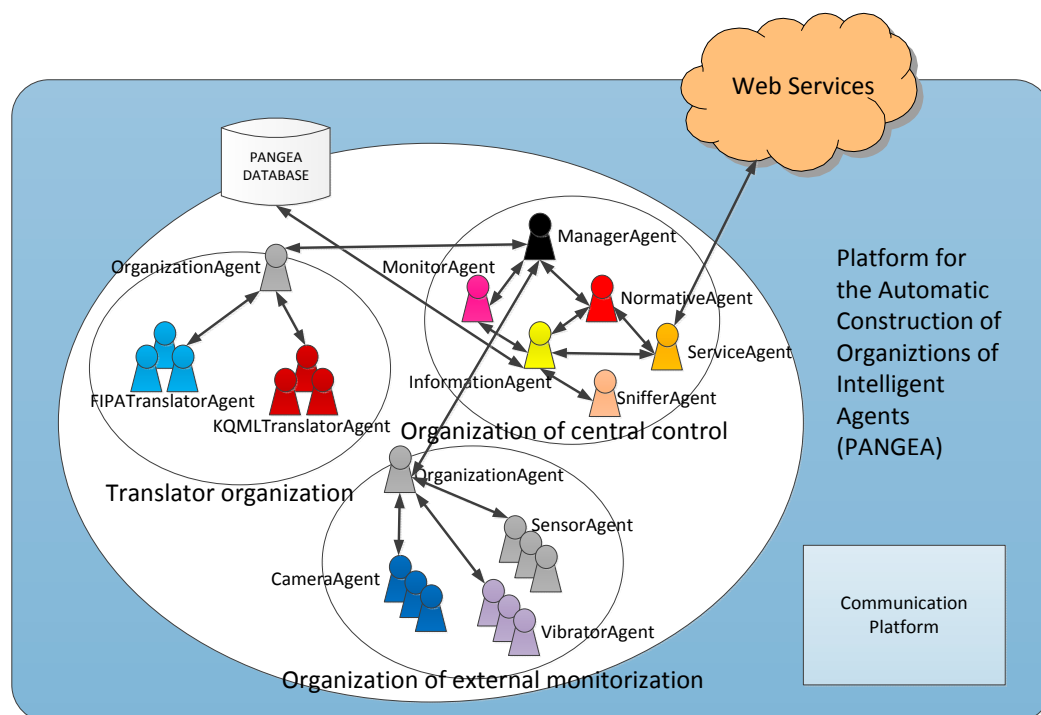 Web Services
PANGEA
DATABASE
ManagerAgent
OrganizationAgent
MonitorAgent
NormativeAgent
ServiceAgent
InformationAgent
SnifferAgent
FIPATranslatorAgent
KQMLTranslatorAgent
Organization of central control
Translator organization
OrganizationAgent
SensorAgent
CameraAgent
VibratorAgent
Organization of external monitorization
Platform for
the Automatic
Construction of
Organiztions of
Intelligent
Agents
(PANGEA)
Communication
Platform